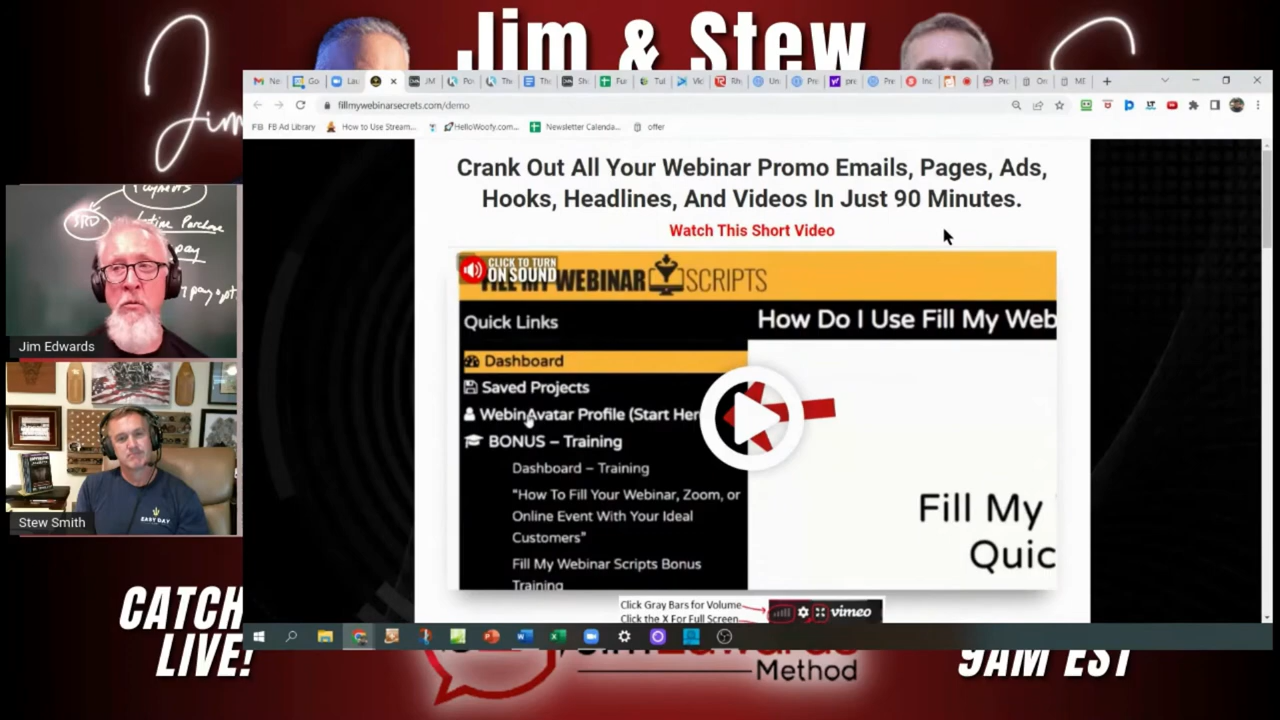 Jim & Stew
fillmywebinarsecrets.com/demo
FB Ad Library
How to Use Stream...
HelloWoofy.com...
Newsletter Calenda...
offer
Crank Out All Your Webinar Promo Emails, Pages, Ads,
Hooks, Headlines, And Videos In Just 90 Minutes.
Watch This Short Video
CLICK TO TURN
ON SOUND
FILL MY WEBINAR SCRIPTS
Quick Links
How Do I Use Fill My Web
Dashboard
Saved Projects
WebinAvatar Profile (Start Her
BONUS – Training
Dashboard – Training
"How To Fill Your Webinar, Zoom, or
Online Event With Your Ideal
Customers"
Fill My Webinar Scripts Bonus
Training
Fill My
Quic
Click Gray Bars for Volume
Click the X For Full Screen
vimeo
SRD
pay
Jim Edwards
EASY DAY
Stew Smith
CATCH
LIVE!
Method
9AM EST